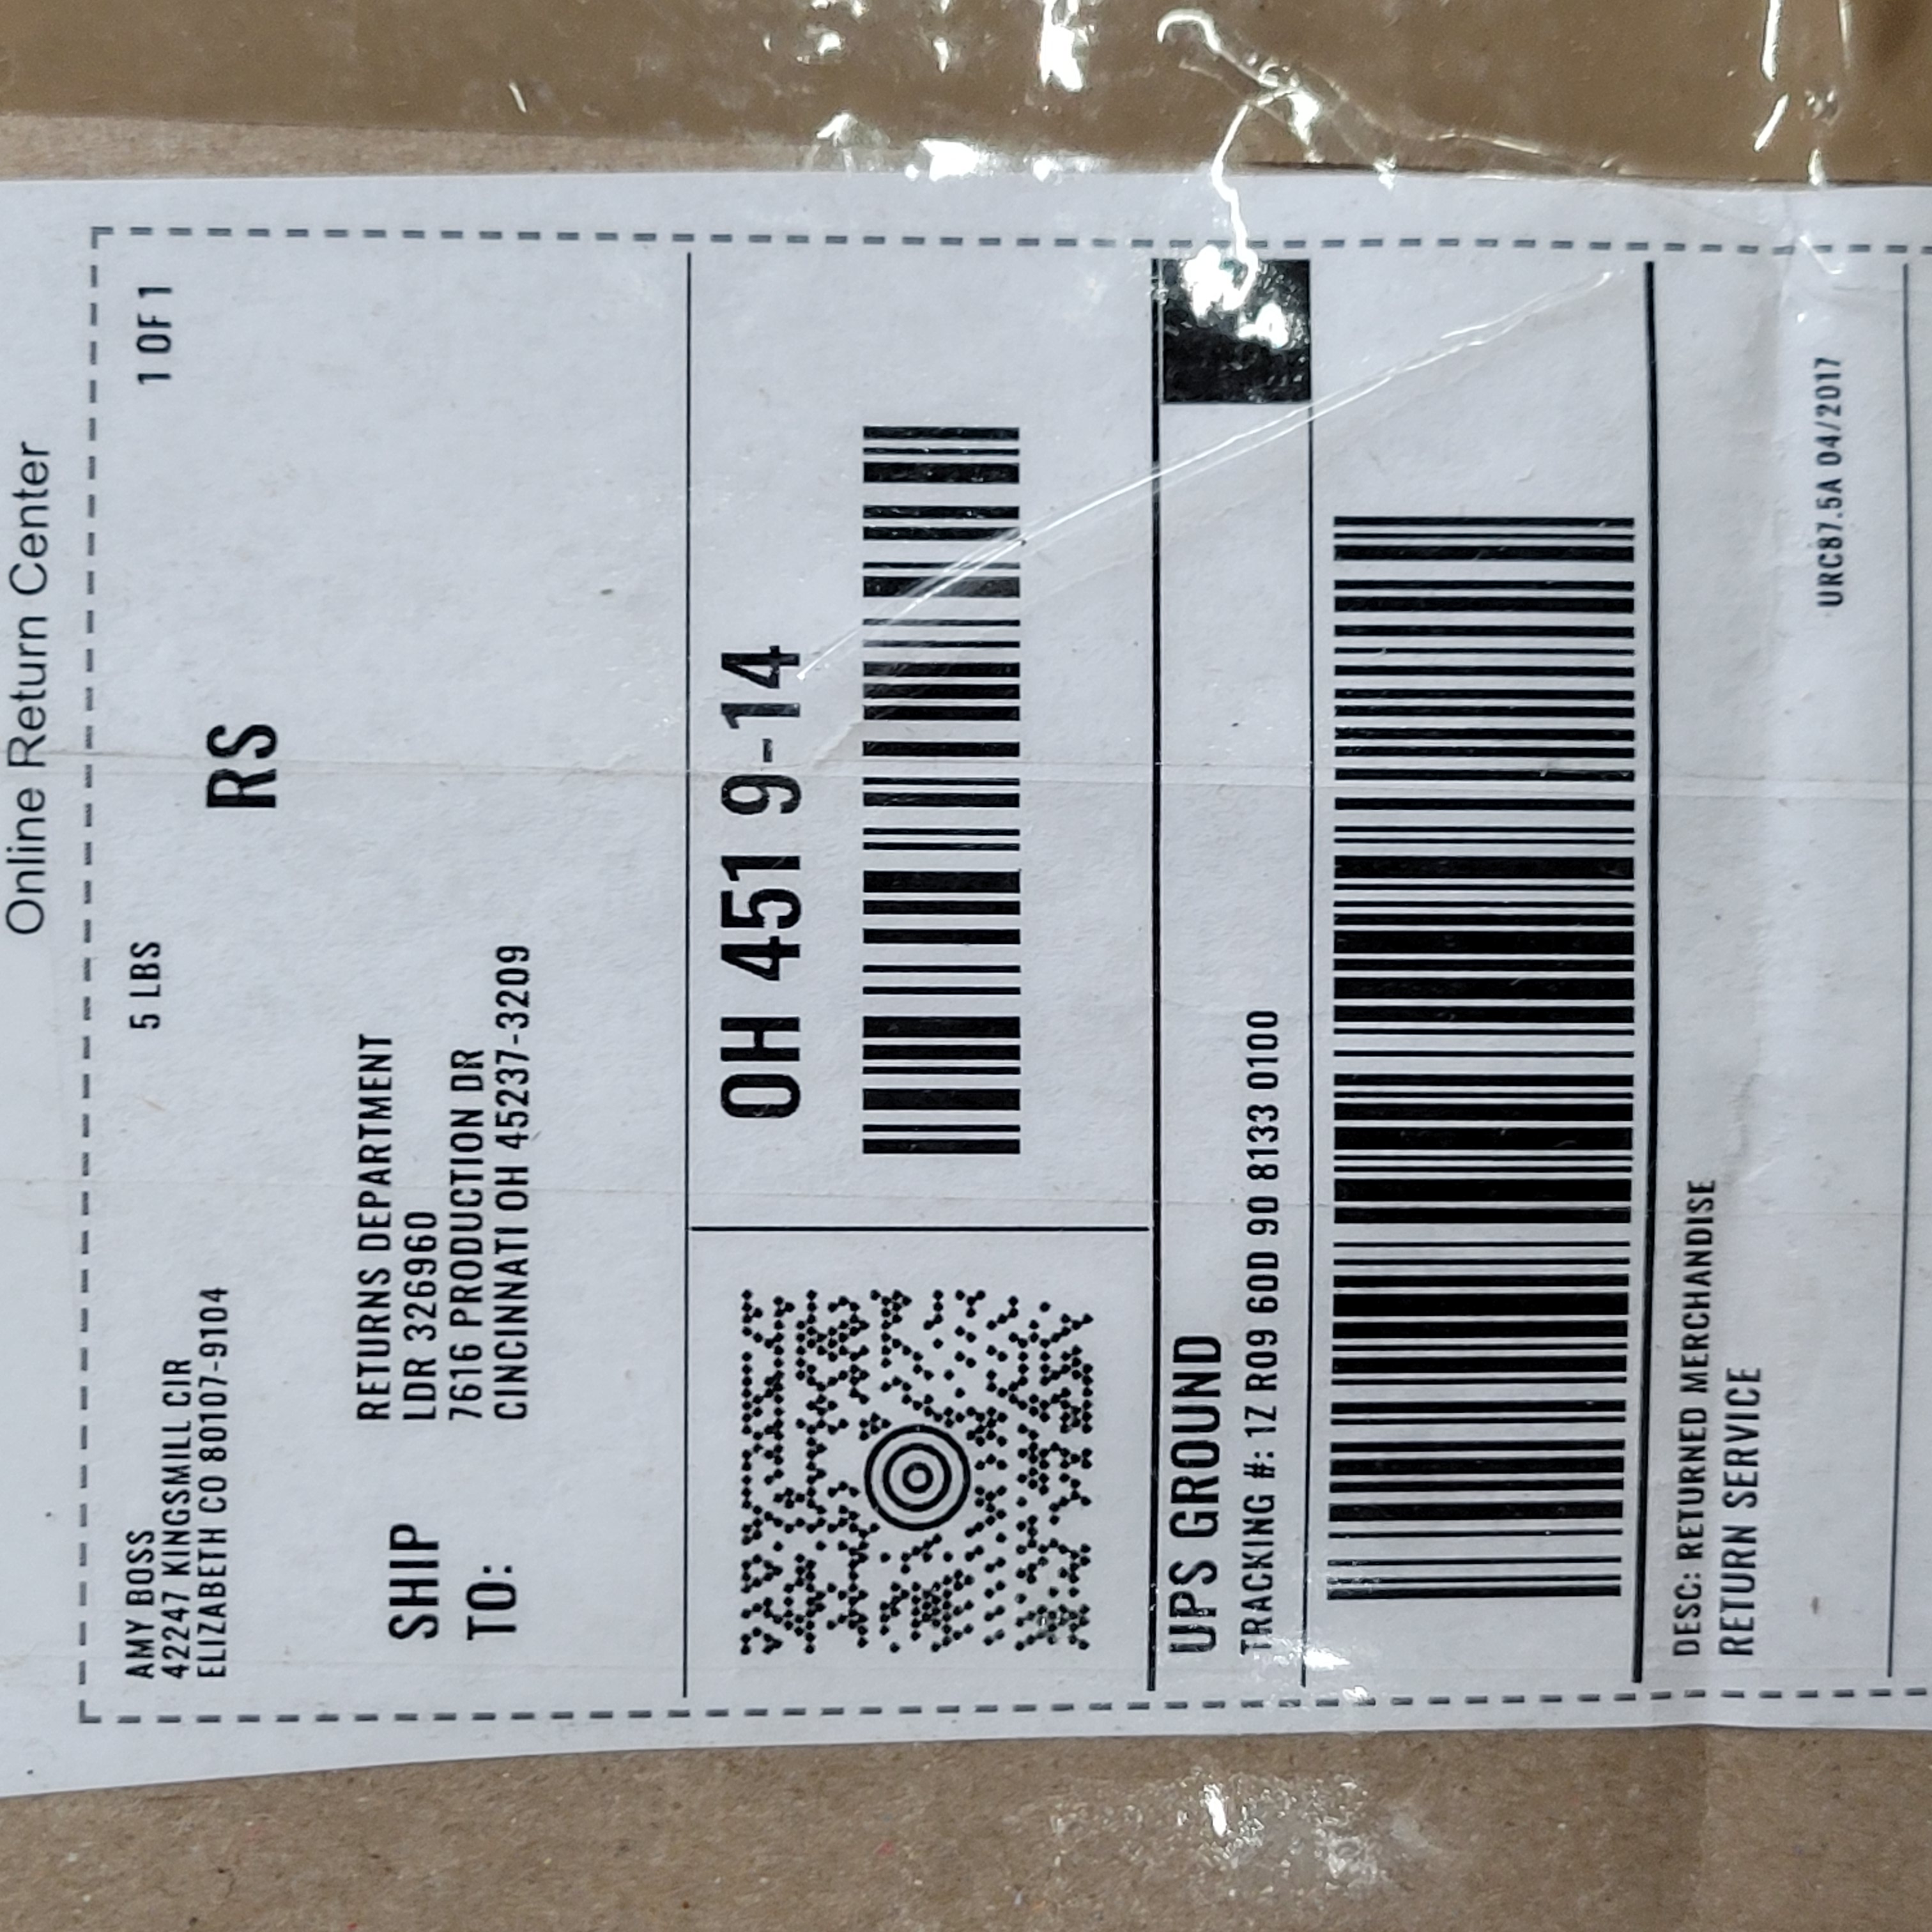 Online Return Center
1 OF 1
5 LBS
AMY BOSS
42247 KINGSMILL CIR
ELIZABETH CO 80107-9104
RS
SHIP
TO:
RETURNS DEPARTMENT
LDR 326960
7616 PRODUCTION DR
CINCINNATI OH 45237-3209
OH 451 9-14
UPS GROUND
TRACKING #: 1Z R09 60D 90 8133 0100
DESC: RETURNED MERCHANDISE
RETURN SERVICE
URC87.5A 04/2017